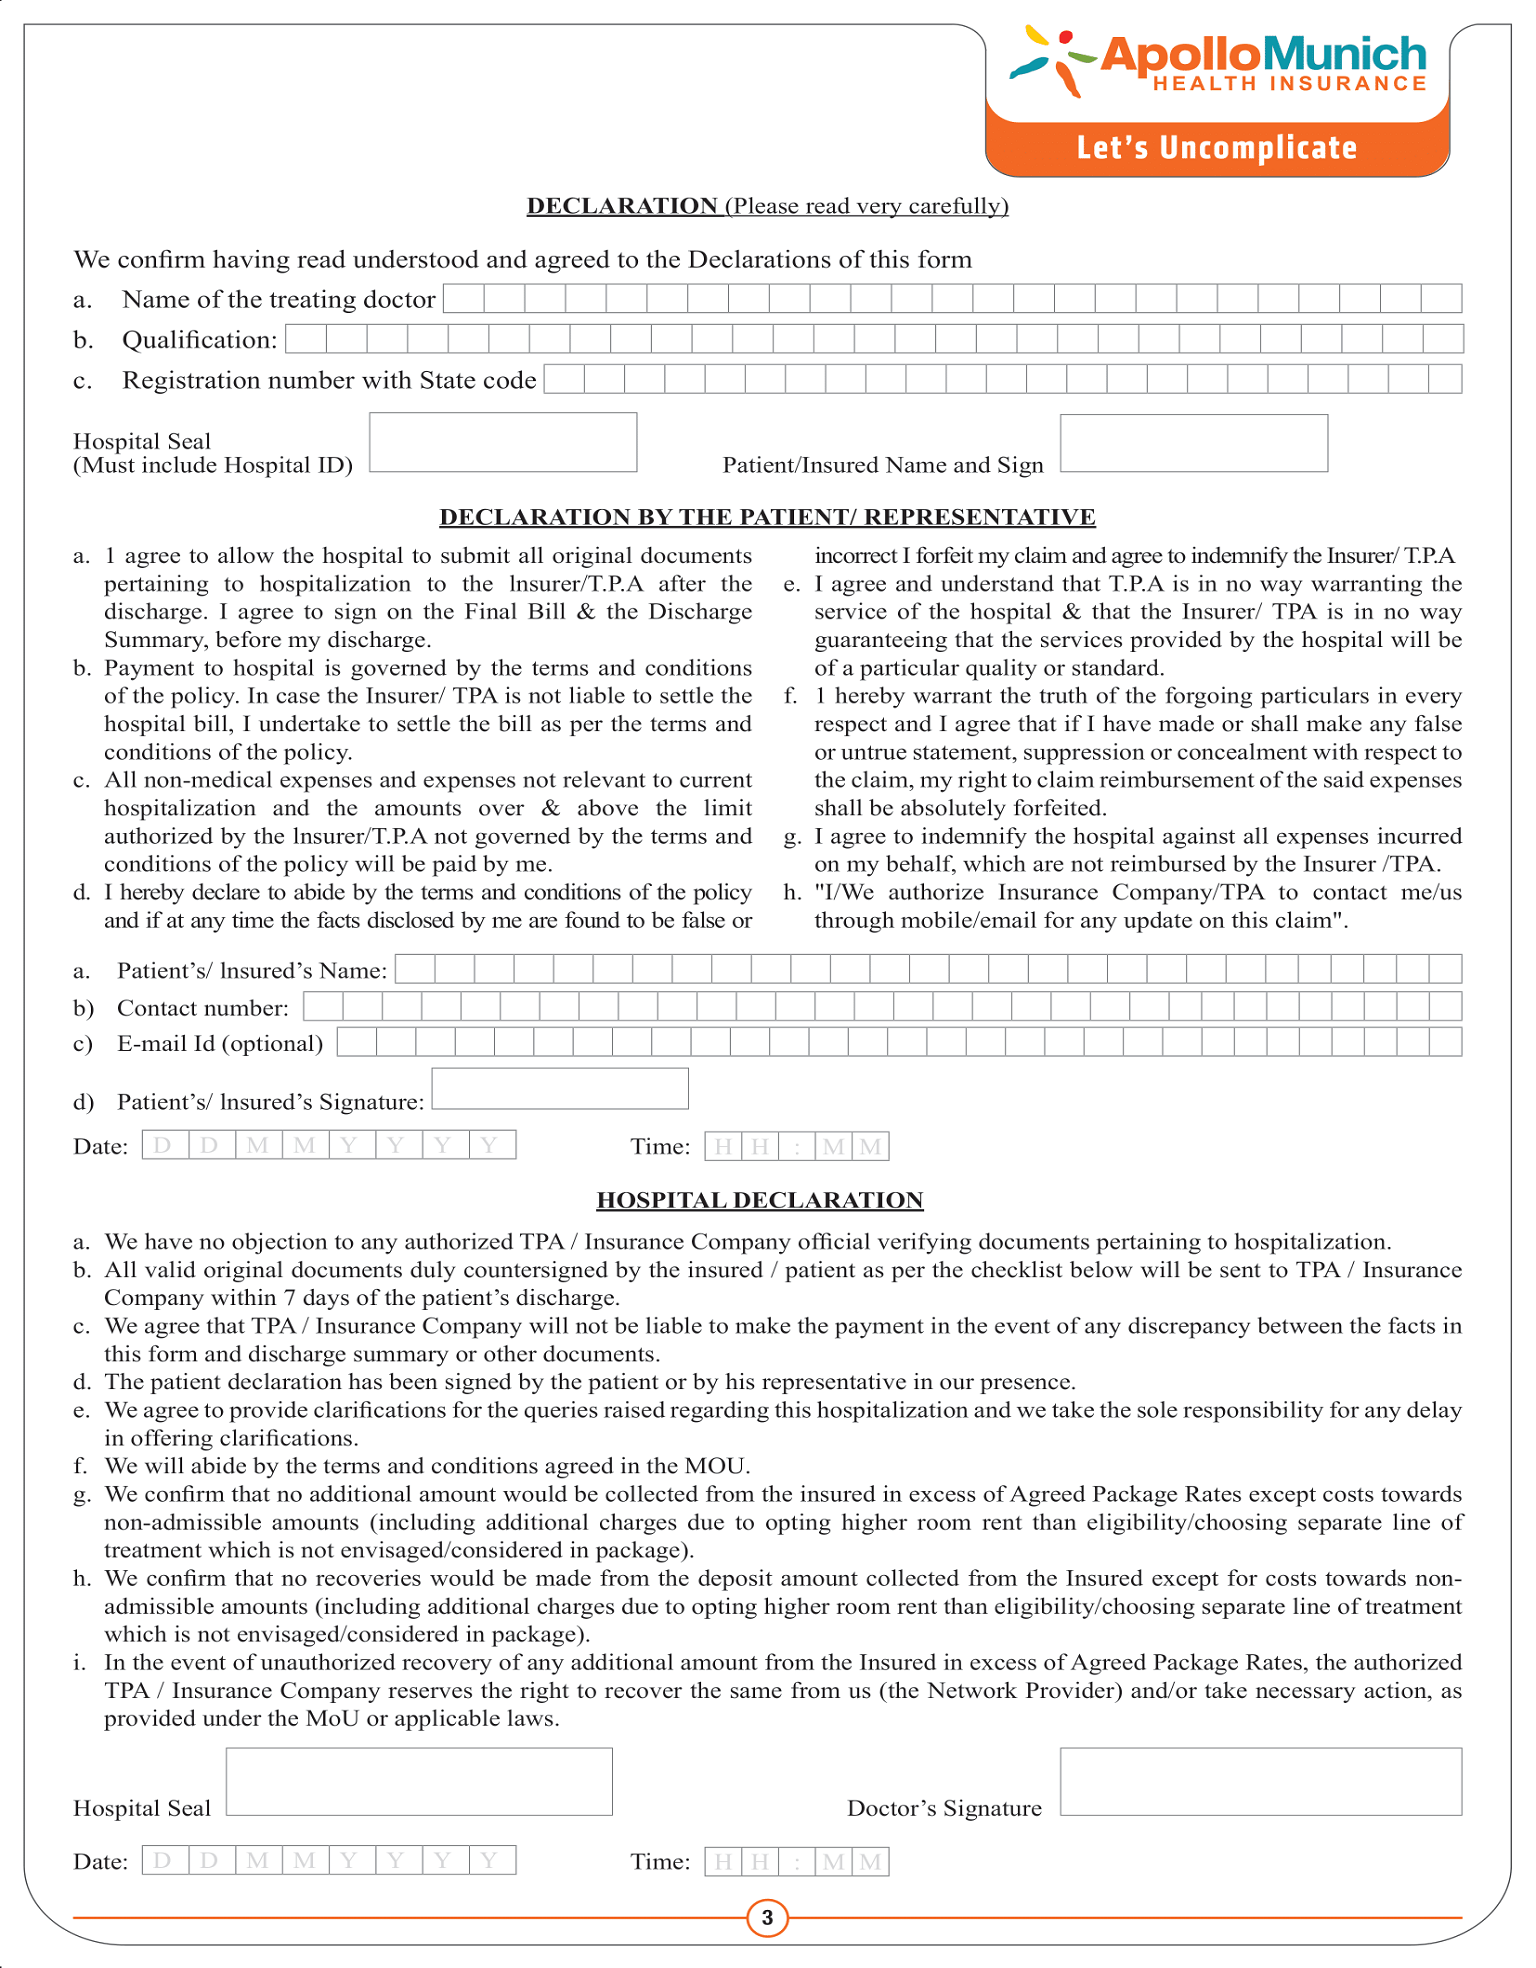 ApolloMunich
HEALTH INSURANCE
Let's Uncomplicate
DECLARATION (Please read very carefully)
We confirm having read understood and agreed to the Declarations of this form
a. Name of the treating doctor
b. Qualification:
c. Registration number with State code
Hospital Seal
(Must include Hospital ID)
Patient/Insured Name and Sign
DECLARATION BY THE PATIENT/ REPRESENTATIVE
a. 1 agree to allow the hospital to submit all original documents
pertaining to hospitalization to the lnsurer/T.P.A after the
discharge. I agree to sign on the Final Bill & the Discharge
Summary, before my discharge.
b. Payment to hospital is governed by the terms and conditions
of the policy. In case the Insurer/ TPA is not liable to settle the
hospital bill, I undertake to settle the bill as per the terms and
conditions of the policy.
c. All non-medical expenses and expenses not relevant to current
hospitalization and the amounts over & above the limit
authorized by the lnsurer/T.P.A not governed by the terms and
conditions of the policy will be paid by me.
d. I hereby declare to abide by the terms and conditions of the policy
and if at any time the facts disclosed by me are found to be false or
incorrect I forfeit my claim and agree to indemnify the Insurer/ T.P.A
e. I agree and understand that T.P.A is in no way warranting the
service of the hospital & that the Insurer/ TPA is in no way
guaranteeing that the services provided by the hospital will be
of a particular quality or standard.
f. 1 hereby warrant the truth of the forgoing particulars in every
respect and I agree that if I have made or shall make any false
or untrue statement, suppression or concealment with respect to
the claim, my right to claim reimbursement of the said expenses
shall be absolutely forfeited.
g. I agree to indemnify the hospital against all expenses incurred
on my behalf, which are not reimbursed by the Insurer /TPA.
h. "I/We authorize Insurance Company/TPA to contact me/us
through mobile/email for any update on this claim".
a. Patient's/ lnsured's Name:
b) Contact number:
c) E-mail Id (optional)
d) Patient's/ lnsured's Signature:
Date: D D M M Y Y Y Y Time: H H : M M
HOSPITAL DECLARATION
a. We have no objection to any authorized TPA / Insurance Company official verifying documents pertaining to hospitalization.
b. All valid original documents duly countersigned by the insured / patient as per the checklist below will be sent to TPA / Insurance
Company within 7 days of the patient's discharge.
c. We agree that TPA / Insurance Company will not be liable to make the payment in the event of any discrepancy between the facts in
this form and discharge summary or other documents.
d. The patient declaration has been signed by the patient or by his representative in our presence.
e. We agree to provide clarifications for the queries raised regarding this hospitalization and we take the sole responsibility for any delay
in offering clarifications.
f. We will abide by the terms and conditions agreed in the MOU.
g. We confirm that no additional amount would be collected from the insured in excess of Agreed Package Rates except costs towards
non-admissible amounts (including additional charges due to opting higher room rent than eligibility/choosing separate line of
treatment which is not envisaged/considered in package).
h. We confirm that no recoveries would be made from the deposit amount collected from the Insured except for costs towards non-
admissible amounts (including additional charges due to opting higher room rent than eligibility/choosing separate line of treatment
which is not envisaged/considered in package).
i. In the event of unauthorized recovery of any additional amount from the Insured in excess of Agreed Package Rates, the authorized
TPA / Insurance Company reserves the right to recover the same from us (the Network Provider) and/or take necessary action, as
provided under the MoU or applicable laws.
Hospital Seal
Doctor's Signature
Date: D D M M Y Y Y Y Time: H H : M M
3